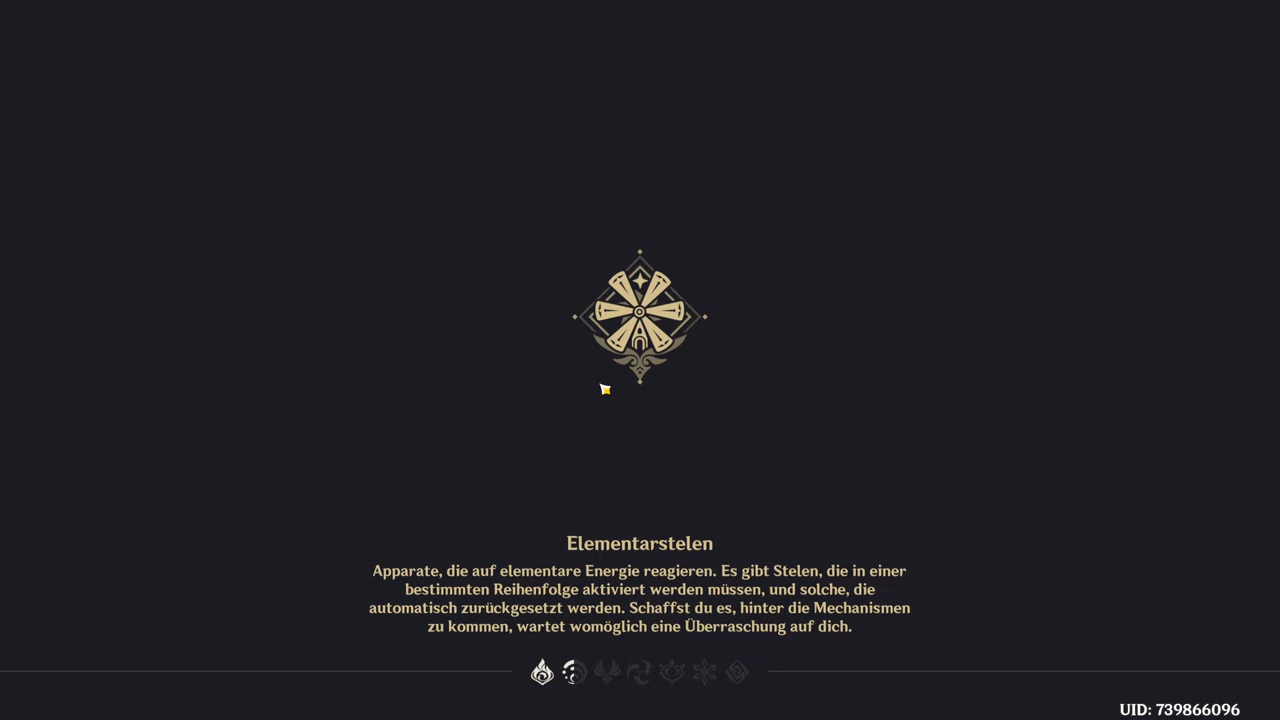 Elementarstelen
Apparate, die auf elementare Energie reagieren. Es gibt Stelen, die in einer
bestimmten Reihenfolge aktiviert werden müssen, und solche, die
automatisch zurückgesetzt werden. Schaffst du es, hinter die Mechanismen
zu kommen, wartet womöglich eine Überraschung auf dich.
UID: 739866096